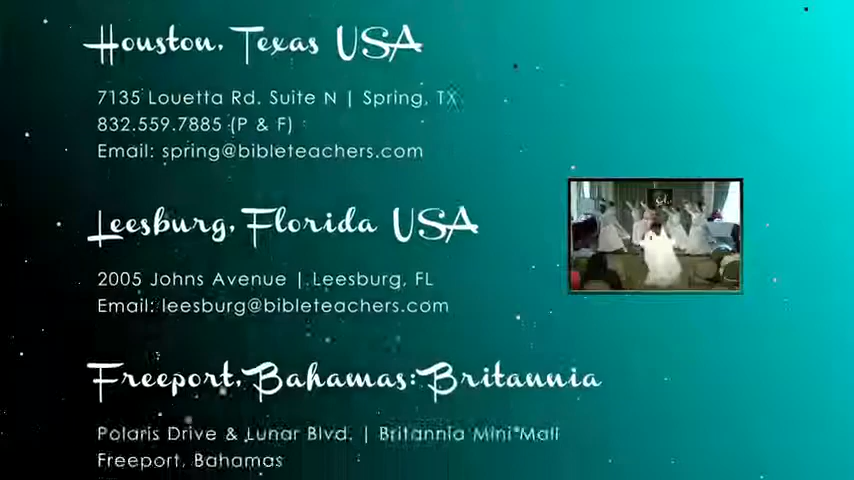 Houston, Texas USA
7135 Louetta Rd. Suite N | Spring, TX
832.559.7885 (P & F)
Email: spring@bibleteachers.com
Leesburg, Florida USA
2005 Johns Avenue | Leesburg, FL
Email: leesburg@bibleteachers.com
Freeport, Bahamas: Britannia
Polaris Drive & Lunar Blvd. | Britannia Mini Mall
Freeport, Bahamas